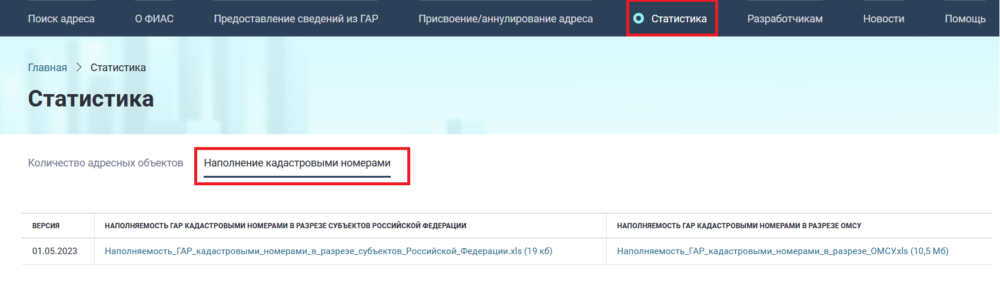 Поиск адреса О ФИАС Предоставление сведений из ГАР Присвоение/аннулирование адреса Статистика Разработчикам Новости Помощь
Главная > Статистика
Статистика
Количество адресных объектов Наполнение кадастровыми номерами
ВЕРСИЯ НАПОЛНЯЕМОСТЬ ГАР КАДАСТРОВЫМИ НОМЕРАМИ В РАЗРЕЗЕ СУБЪЕКТОВ РОССИЙСКОЙ ФЕДЕРАЦИИ НАПОЛНЯЕМОСТЬ ГАР КАДАСТРОВЫМИ НОМЕРАМИ В РАЗРЕЗЕ ОМСУ
01.05.2023 Наполняемость_ГАР_кадастровыми_номерами_в_разрезе_субъектов_Российской_Федерации.xls (19 кб) Наполняемость_ГАР_кадастровыми_номерами_в_разрезе_ОМСУ.xls (10,5 Мб)